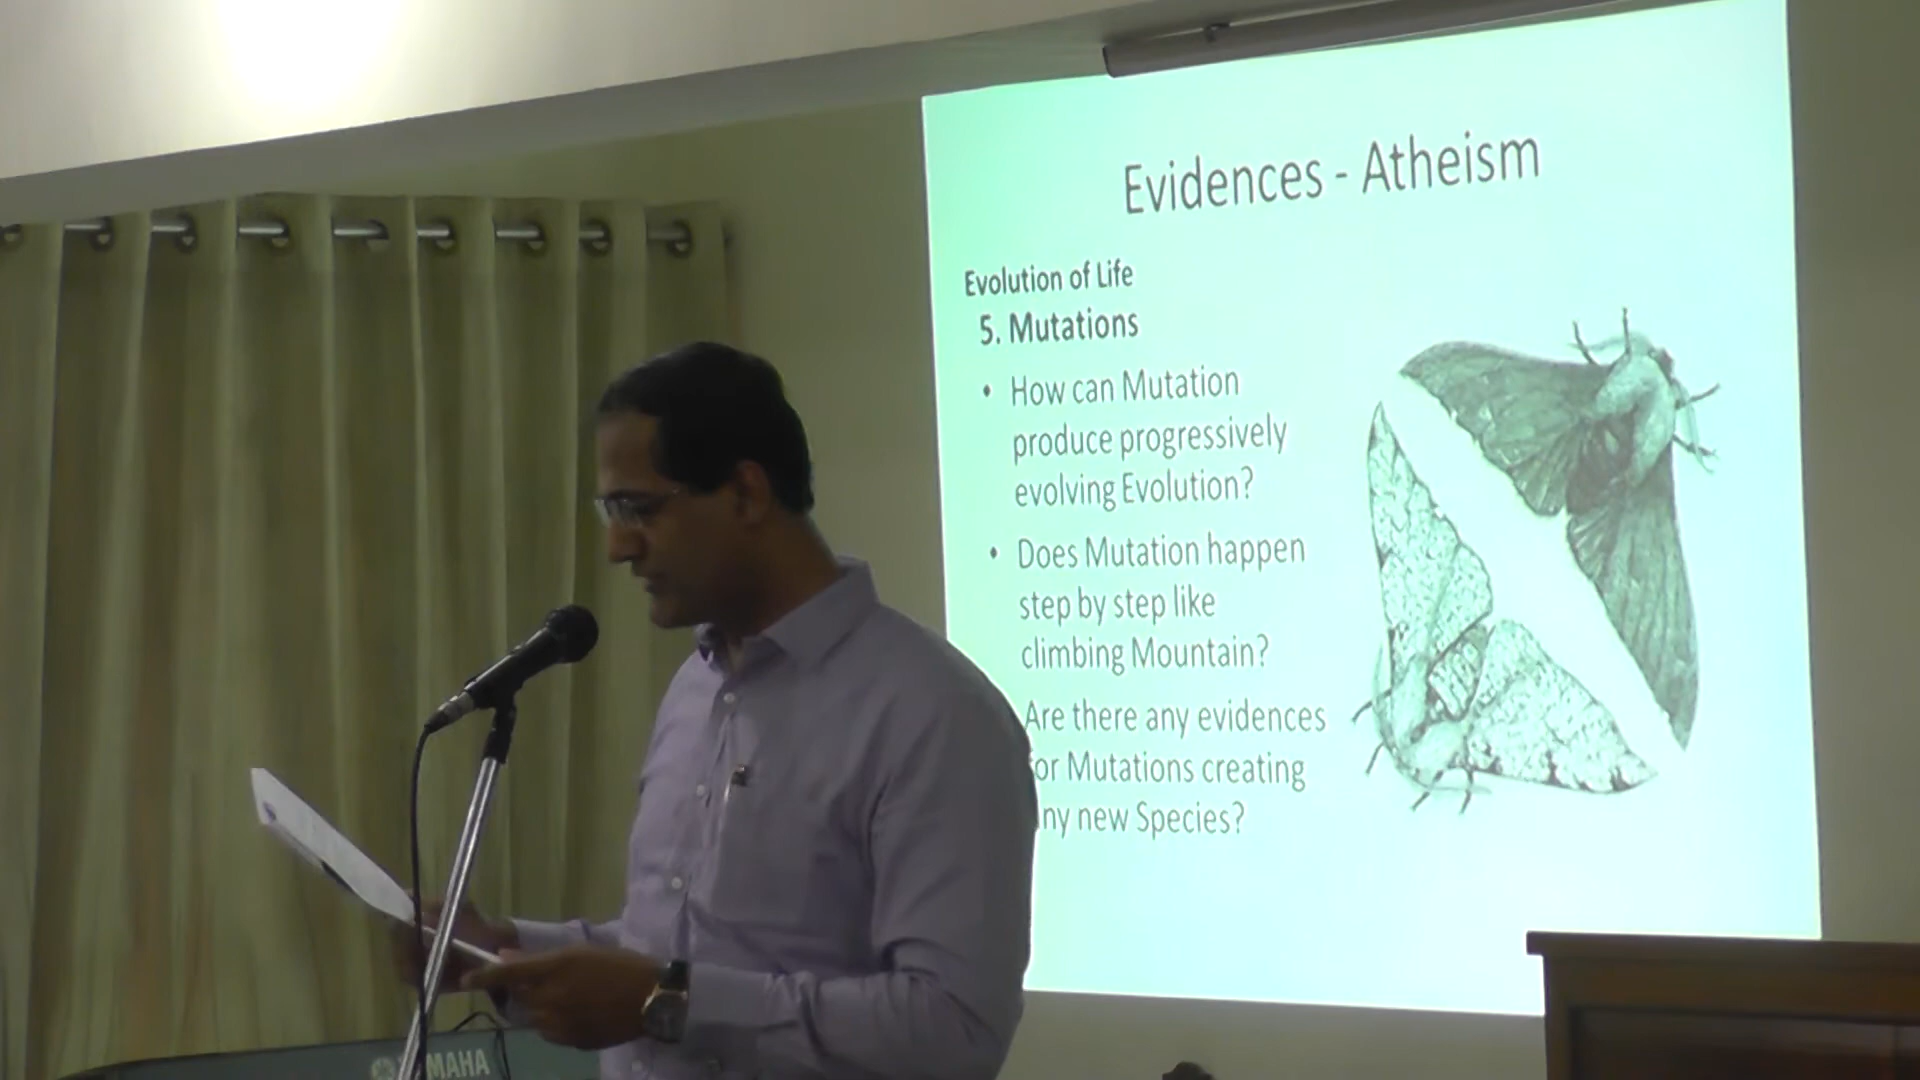 Evidences - Atheism
Evolution of Life
5. Mutations
• How can Mutation
produce progressively
evolving Evolution?
• Does Mutation happen
step by step like
climbing Mountain?
Are there any evidences
or Mutations creating
ny new Species?
YAMAHA